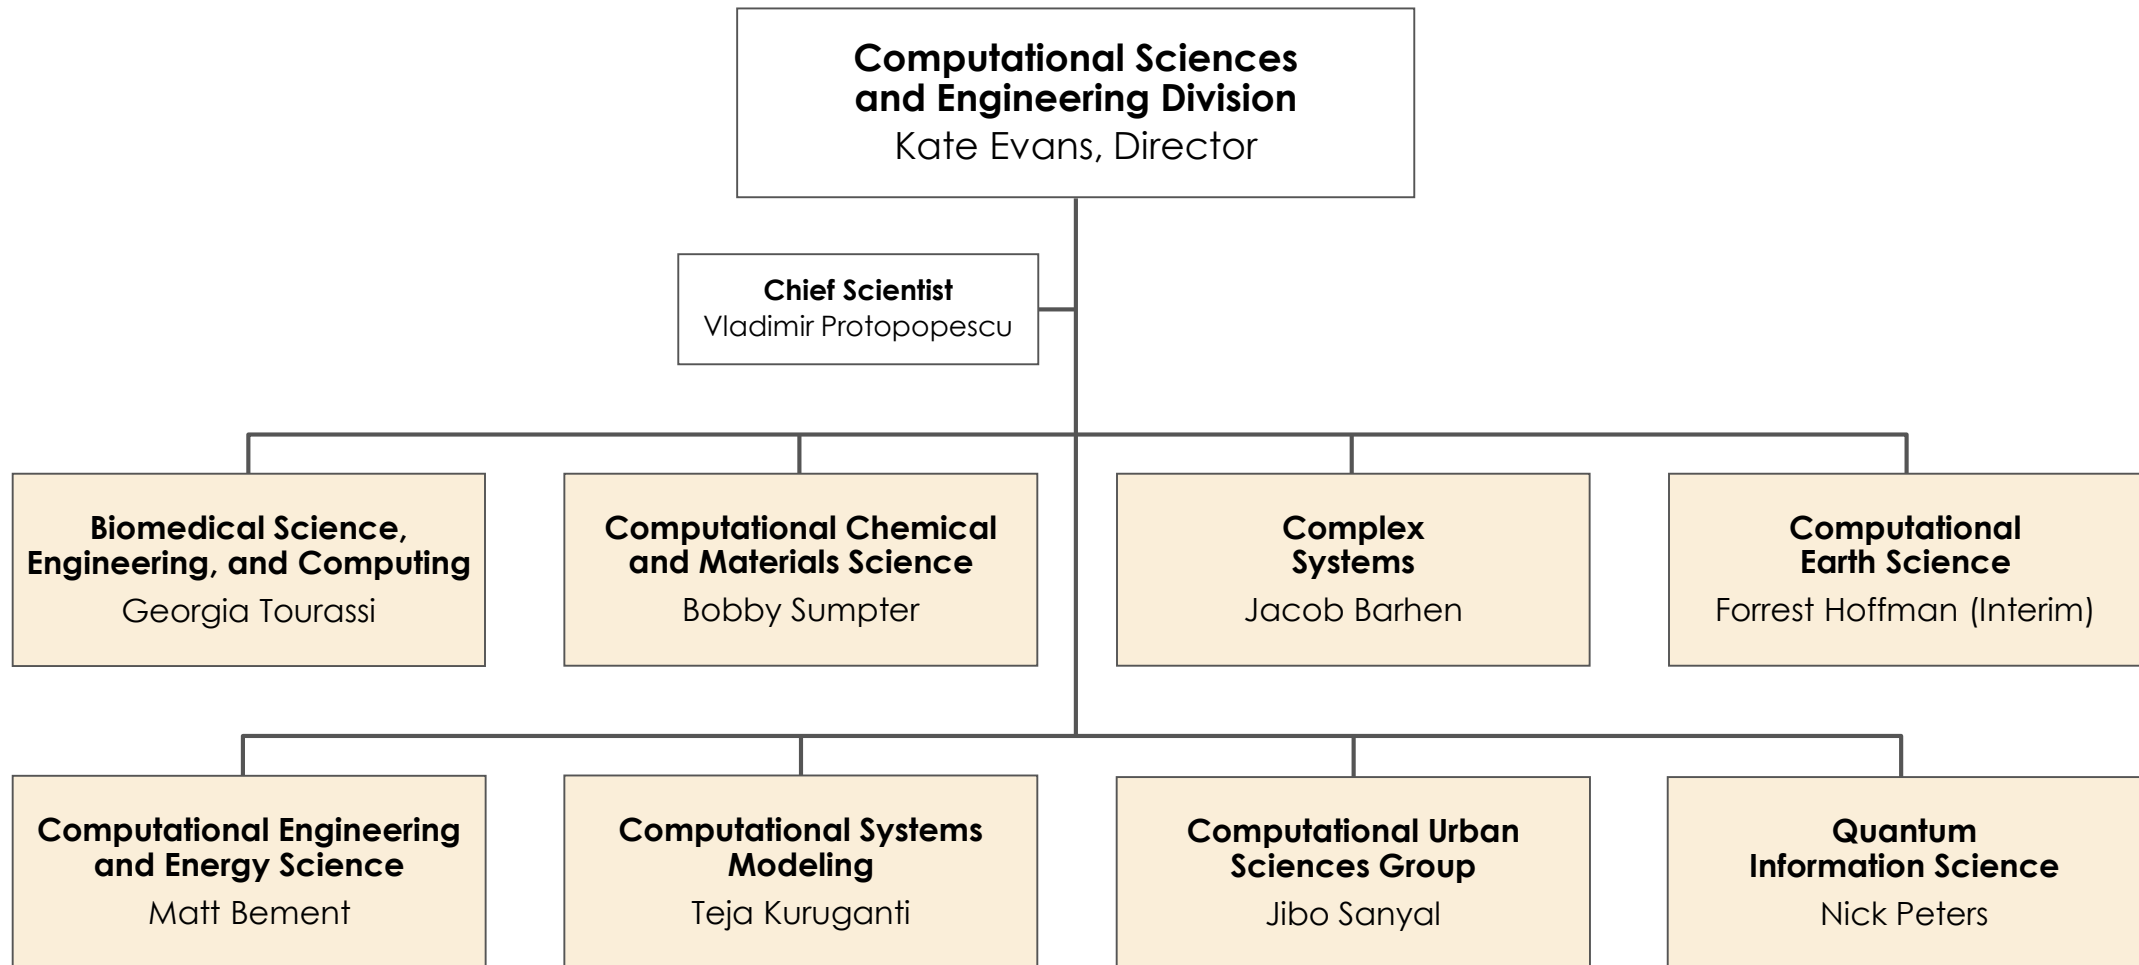 Computational Sciences
and Engineering Division
Kate Evans, Director
Chief Scientist
Vladimir Protopopescu
Biomedical Science,
Engineering, and Computing
Georgia Tourassi
Computational Chemical
and Materials Science
Bobby Sumpter
Complex
Systems
Jacob Barhen
Computational
Earth Science
Forrest Hoffman (Interim)
Computational Engineering
and Energy Science
Matt Bement
Computational Systems
Modeling
Teja Kuruganti
Computational Urban
Sciences Group
Jibo Sanyal
Quantum
Information Science
Nick Peters